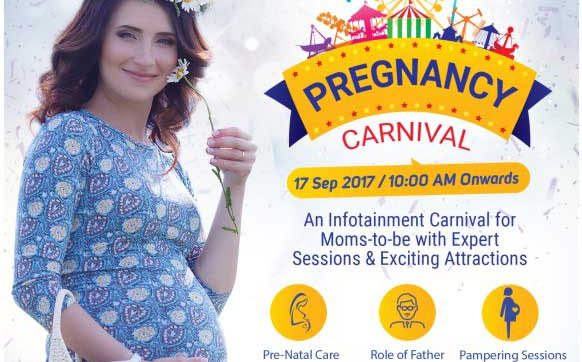 PREGNANCY
CARNIVAL
17 Sep 2017 / 10:00 AM Onwards
An Infotainment Carnival for
Moms-to-be with Expert
Sessions & Exciting Attractions
Pre-Natal Care
Role of Father
Pampering Sessions